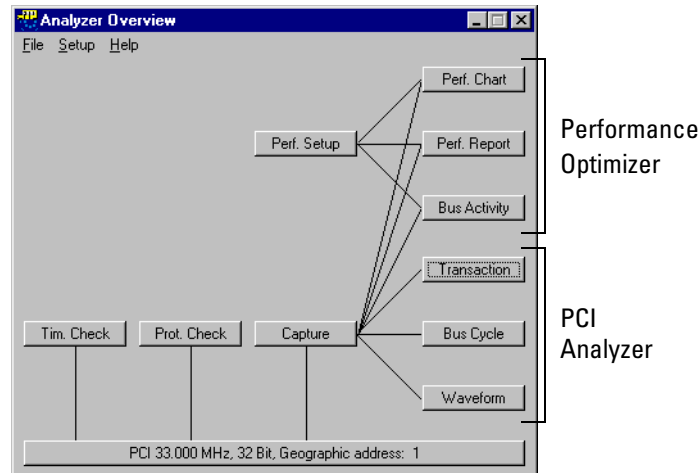 Analyzer Overview
File Setup Help
Perf. Chart
Perf. Setup
Perf. Report
Bus Activity
Performance
Optimizer
Transaction
Tim. Check
Prot. Check
Capture
Bus Cycle
Waveform
PCI
Analyzer
PCI 33.000 MHz, 32 Bit, Geographic address: 1